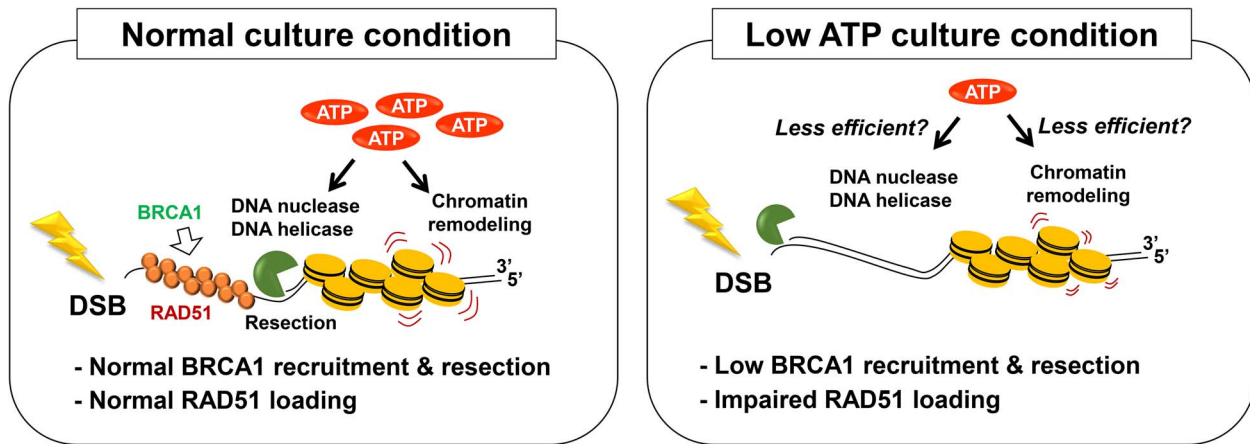 Normal culture condition
ATP
ATP
ATP
ATP
BRCA1
DNA nuclease
DNA helicase
Chromatin
remodeling
3’
5’
DSB
RAD51
Resection
- Normal BRCA1 recruitment & resection
- Normal RAD51 loading
Low ATP culture condition
ATP
Less efficient?
Less efficient?
DNA nuclease
DNA helicase
Chromatin
remodeling
3’
5’
DSB
- Low BRCA1 recruitment & resection
- Impaired RAD51 loading